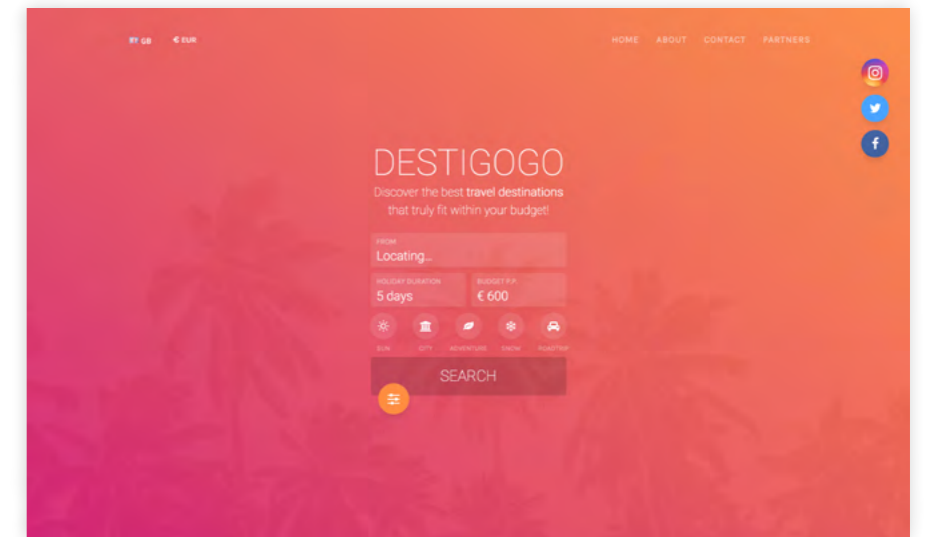 GB € EUR HOME ABOUT CONTACT PARTNERS
DESTIGOGO
Discover the best travel destinations
that truly fit within your budget!
FROM
Locating...
HOLIDAY DURATION BUDGET P.P.
5 days € 600
SUN CITY ADVENTURE SNOW ROADTRIP
SEARCH